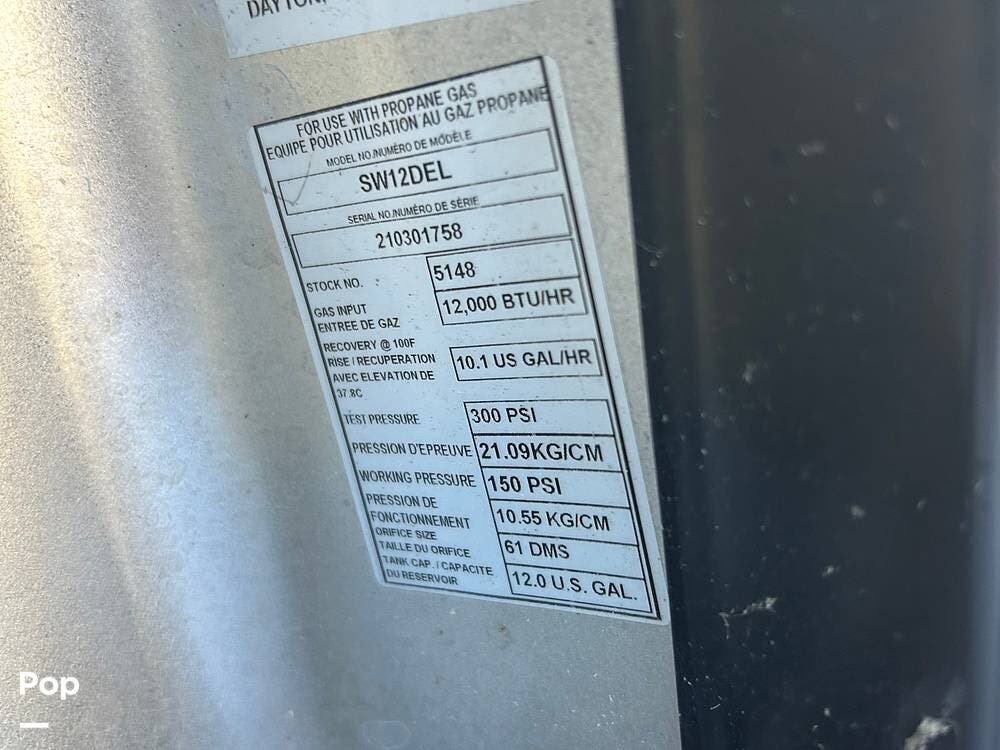 DAYTON,
FOR USE WITH PROPANE GAS
EQUIPE POUR UTILISATION AU GAZ PROPANE
MODEL NO./NUMÉRO DE MÓDÈLE
SW12DEL
SERIAL NO./NUMÉRO DE SÉRIE
210301758
STOCK NO. 5148
GAS INPUT
ENTREE DE GAZ 12,000 BTU/HR
RECOVERY @ 100F
RISE / RECUPERATION
AVEC ELEVATION DE
37.8C
10.1 US GAL/HR
TEST PRESSURE 300 PSI
PRESSION D'EPREUVE 21.09KG/CM
WORKING PRESSURE 150 PSI
PRESSION DE
FONCTIONNEMENT 10.55 KG/CM
ORIFICE SIZE
TAILLE DU ORIFICE 61 DMS
TANK CAP. / CAPACITE
DU RESERVOIR 12.0 U.S. GAL.
Pop